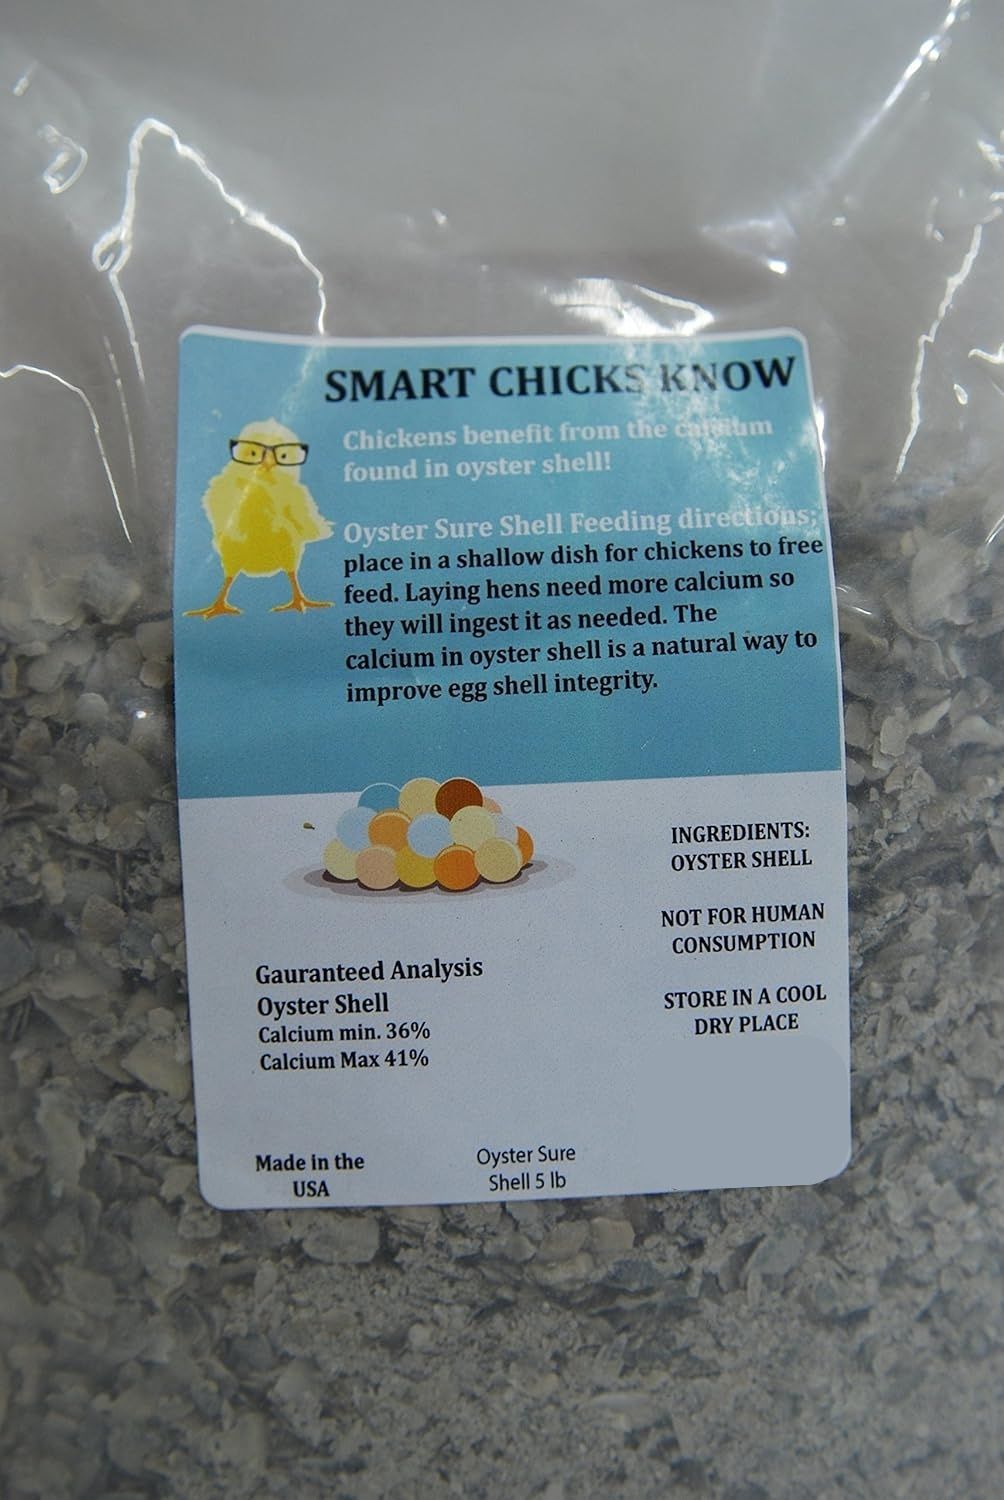 SMART CHICKS KNOW
Chickens benefit from the calcium
found in oyster shell!
Oyster Sure Shell Feeding directions:
place in a shallow dish for chickens to free
feed. Laying hens need more calcium so
they will ingest it as needed. The
calcium in oyster shell is a natural way to
improve egg shell integrity.
INGREDIENTS:
OYSTER SHELL
NOT FOR HUMAN
CONSUMPTION
STORE IN A COOL
DRY PLACE
Gauranteed Analysis
Oyster Shell
Calcium min. 36%
Calcium Max 41%
Made in the
USA
Oyster Sure
Shell 5 lb